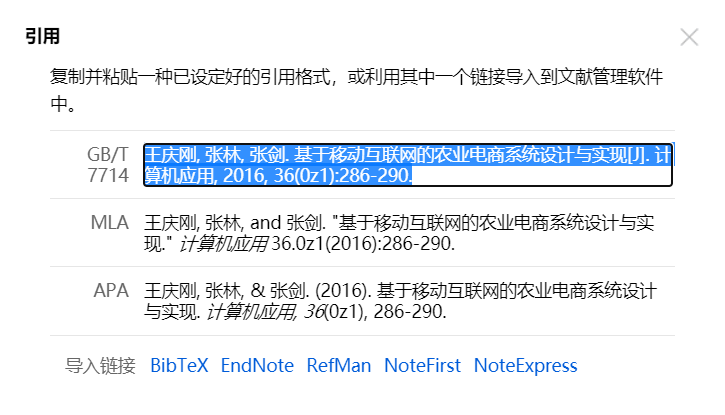 引用
复制并粘贴一种已设定好的引用格式，或利用其中一个链接导入到文献管理软件
中。
GB/T 7714 王庆刚, 张林, 张剑. 基于移动互联网的农业电商系统设计与实现[J]. 计
算机应用, 2016, 36(0z1):286-290.
MLA 王庆刚, 张林, and 张剑. "基于移动互联网的农业电商系统设计与实
现." 计算机应用 36.0z1(2016):286-290.
APA 王庆刚, 张林, & 张剑. (2016). 基于移动互联网的农业电商系统设计
与实现. 计算机应用, 36(0z1), 286-290.
导入链接 BibTeX EndNote RefMan NoteFirst NoteExpress